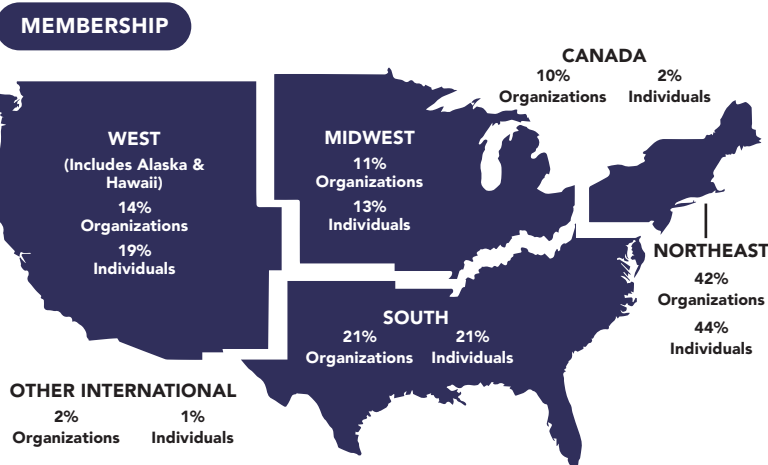 MEMBERSHIP
CANADA
10% 2%
Organizations Individuals
WEST
(Includes Alaska &
Hawaii)
14%
Organizations
19%
Individuals
MIDWEST
11%
Organizations
13%
Individuals
NORTHEAST
42%
Organizations
44%
Individuals
SOUTH
21% 21%
Organizations Individuals
OTHER INTERNATIONAL
2% 1%
Organizations Individuals